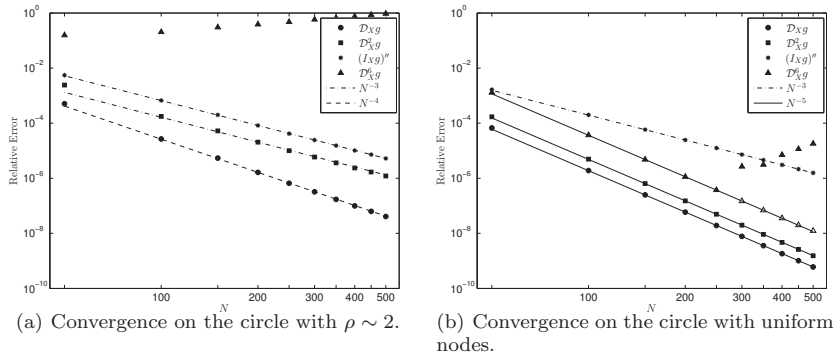 10^0
10^−2
10^−4
10^−6
10^−8
10^−10
Relative Error
100
200
300
400
500
N
𝒟_X g
𝒟_X^2 g
(I_X g)″
𝒟_X^6 g
N^−3
N^−4
(a) Convergence on the circle with ρ ∼ 2.
10^0
10^−2
10^−4
10^−6
10^−8
10^−10
Relative Error
100
200
300
400
500
N
𝒟_X g
𝒟_X^2 g
(I_X g)″
𝒟_X^6 g
N^−3
N^−5
(b) Convergence on the circle with uniform
nodes.